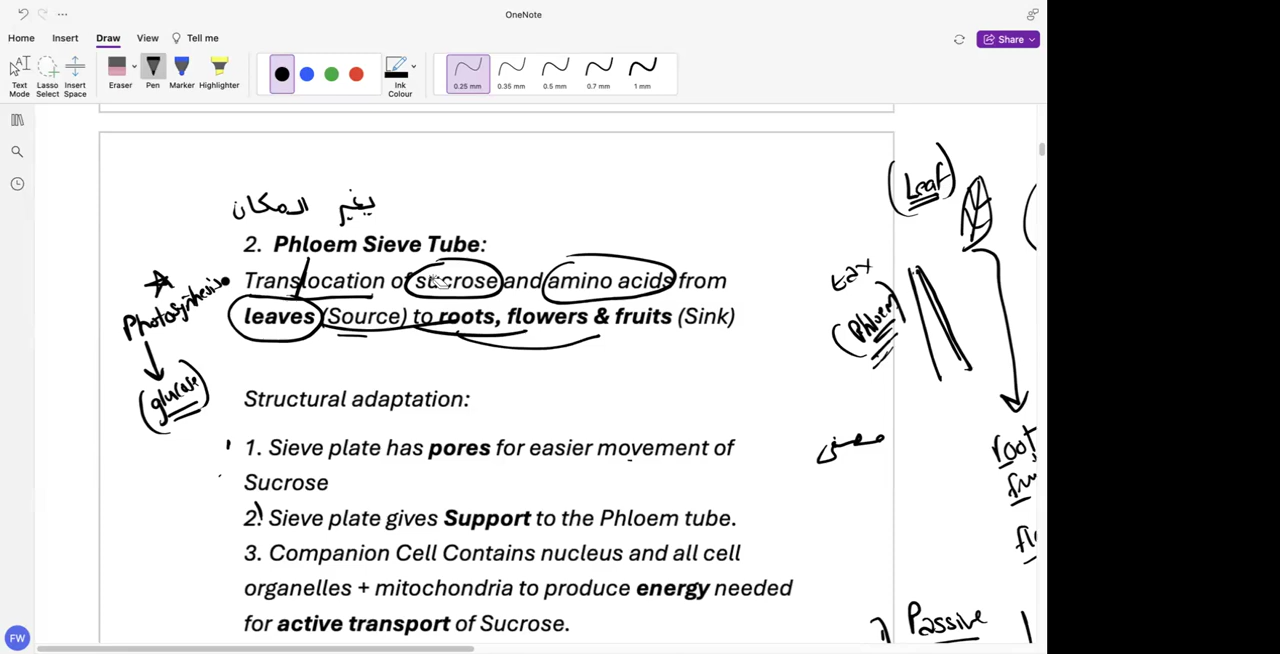 OneNote
Home Insert Draw View Tell me
Share
Text Mode
Lasso Select
Insert Space
Eraser
Pen
Marker
Highlighter
Ink Colour
0.25 mm
0.35 mm
0.5 mm
0.7 mm
1 mm
يغير المكان
2. Phloem Sieve Tube:
Translocation of sucrose and amino acids from
leaves (Source) to roots, flowers & fruits (Sink)
Photosynthesis
(glucose)
Structural adaptation:
1. Sieve plate has pores for easier movement of
Sucrose
2. Sieve plate gives Support to the Phloem tube.
3. Companion Cell Contains nucleus and all cell
organelles + mitochondria to produce energy needed
for active transport of Sucrose.
(Leaf)
(Phloem)
root
Passive
FW